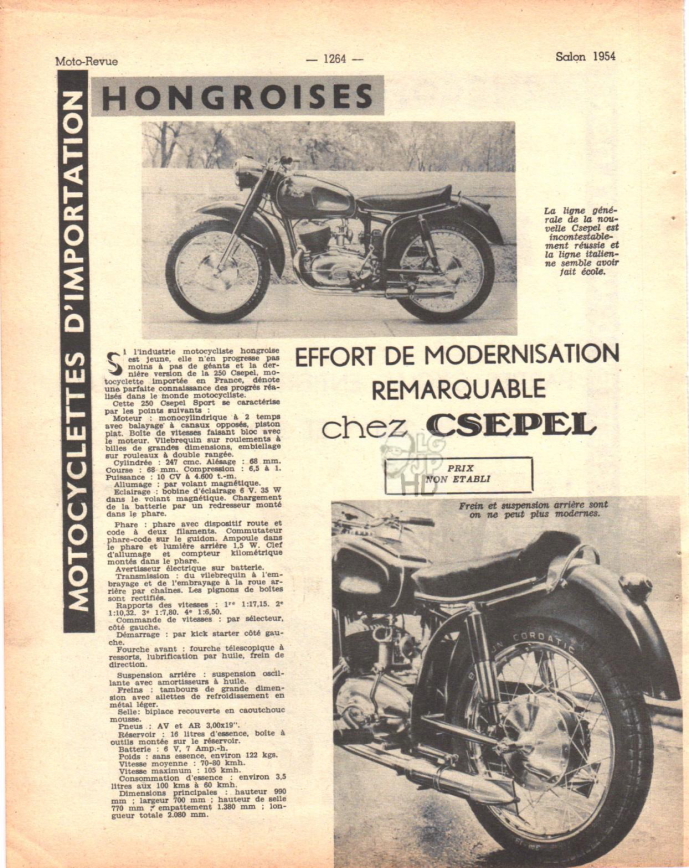 Moto-Revue
— 1264 —
Salon 1954
MOTOCYCLETTES D'IMPORTATION
HONGROISES
La ligne géné-
rale de la nou-
velle Csepel est
incontestable-
ment réussie et
la ligne italien-
ne semble avoir
fait école.
EFFORT DE MODERNISATION
REMARQUABLE
chez CSEPEL
PRIX
NON ETABLI
Si l'industrie motocycliste hongroise
est jeune, elle n'en progresse pas
moins à pas de géants et la der-
nière version de la 250 Csepel, mo-
tocyclette importée en France, dénote
une parfaite connaissance des progrès réa-
lisés dans le monde motocycliste.
Cette 250 Csepel Sport se caractérise
par les points suivants :
Moteur : monocylindrique à 2 temps
avec balayage à canaux opposés, piston
plat. Boîte de vitesses faisant bloc avec
le moteur. Vilebrequin sur roulements à
billes de grandes dimensions, embiellage
sur rouleaux à double rangée.
Cylindrée : 247 cmc. Alésage : 68 mm.
Course : 68 mm. Compression : 6,5 à 1.
Puissance : 10 CV à 4.600 t.-m.
Allumage : par volant magnétique.
Eclairage : bobine d'éclairage 6 V. 35 W
dans le volant magnétique. Chargement
de la batterie par un redresseur monté
dans le phare.
Phare : phare avec dispositif route et
code à deux filaments. Commutateur
phare-code sur le guidon. Ampoule dans
le phare et lumière arrière 1,5 W. Clef
d'allumage et compteur kilométrique
montés dans le phare.
Avertisseur électrique sur batterie.
Transmission : du vilebrequin à l'em-
brayage et de l'embrayage à la roue ar-
rière par chaînes. Les pignons de boîtes
sont rectifiés.
Rapports des vitesses : 1re 1:17,15. 2e
1:10,32. 3e 1:7,80. 4e 1:6,50.
Commande de vitesses : par sélecteur,
côté gauche.
Démarrage : par kick starter côté gau-
che.
Fourche avant : fourche télescopique à
ressorts, lubrification par huile, frein de
direction.
Suspension arrière : suspension oscil-
lante avec amortisseurs à huile.
Freins : tambours de grande dimen-
sion avec ailettes de refroidissement en
métal léger.
Selle: biplace recouverte en caoutchouc
mousse.
Pneus : AV et AR 3,00x19".
Réservoir : 16 litres d'essence, boîte à
outils montée sur le réservoir.
Batterie : 6 V, 7 Amp.-h.
Poids : sans essence, environ 122 kgs.
Vitesse moyenne : 70-80 kmh.
Vitesse maximum : 105 kmh.
Consommation d'essence : environ 3,5
litres aux 100 kms à 60 kmh.
Dimensions principales : hauteur 990
mm ; largeur 700 mm ; hauteur de selle
770 mm ; empattement 1.380 mm ; lon-
gueur totale 2.080 mm.
Frein et suspension arrière sont
on ne peut plus modernes.
CORDATIC